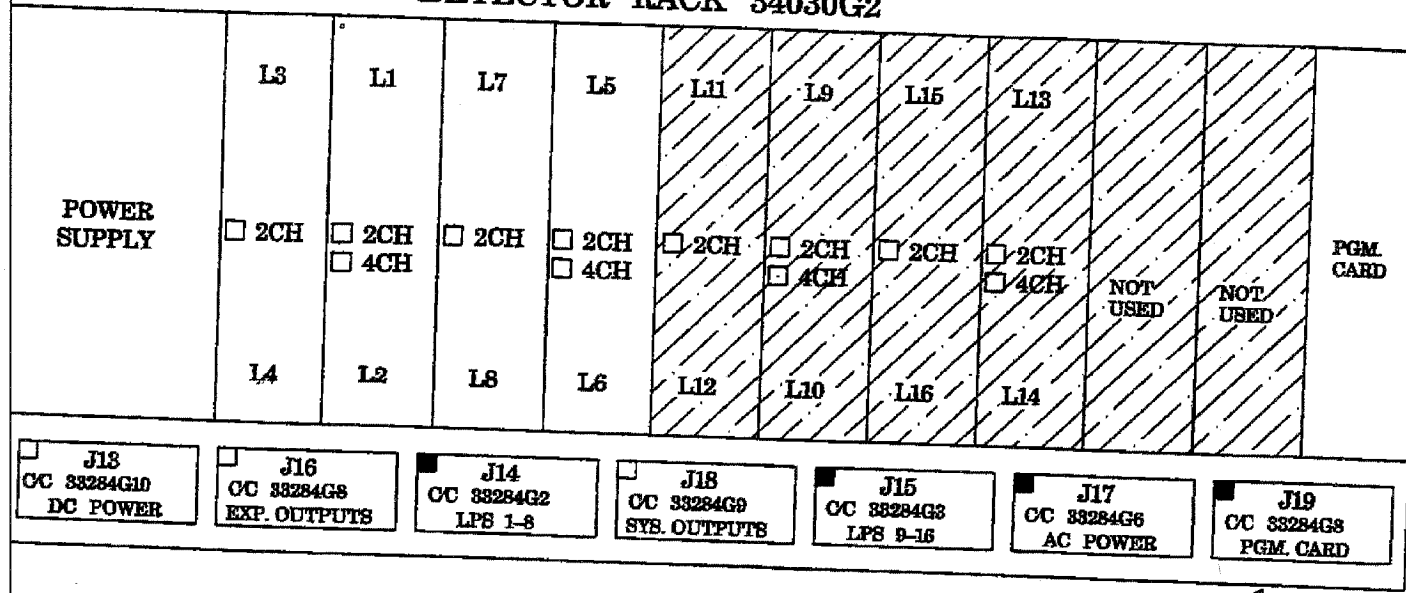 DETECTOR RACK 34030G2
L3 L1 L7 L5 L11 L9 L15 L13
POWER
SUPPLY
2CH
2CH
4CH
2CH
2CH
4CH
2CH
2CH
4CH
2CH
2CH
4CH
NOT
USED
NOT
USED
PGM.
CARD
L4 L2 L8 L6 L12 L10 L16 L14
J13
C/C 33284G10
DC POWER
J16
C/C 33284G8
EXP. OUTPUTS
J14
C/C 33284G2
LPS 1-8
J18
C/C 33284G9
SYS. OUTPUTS
J15
C/C 33284G3
LPS 9-16
J17
C/C 33284G6
AC POWER
J19
C/C 33284G8
PGM. CARD